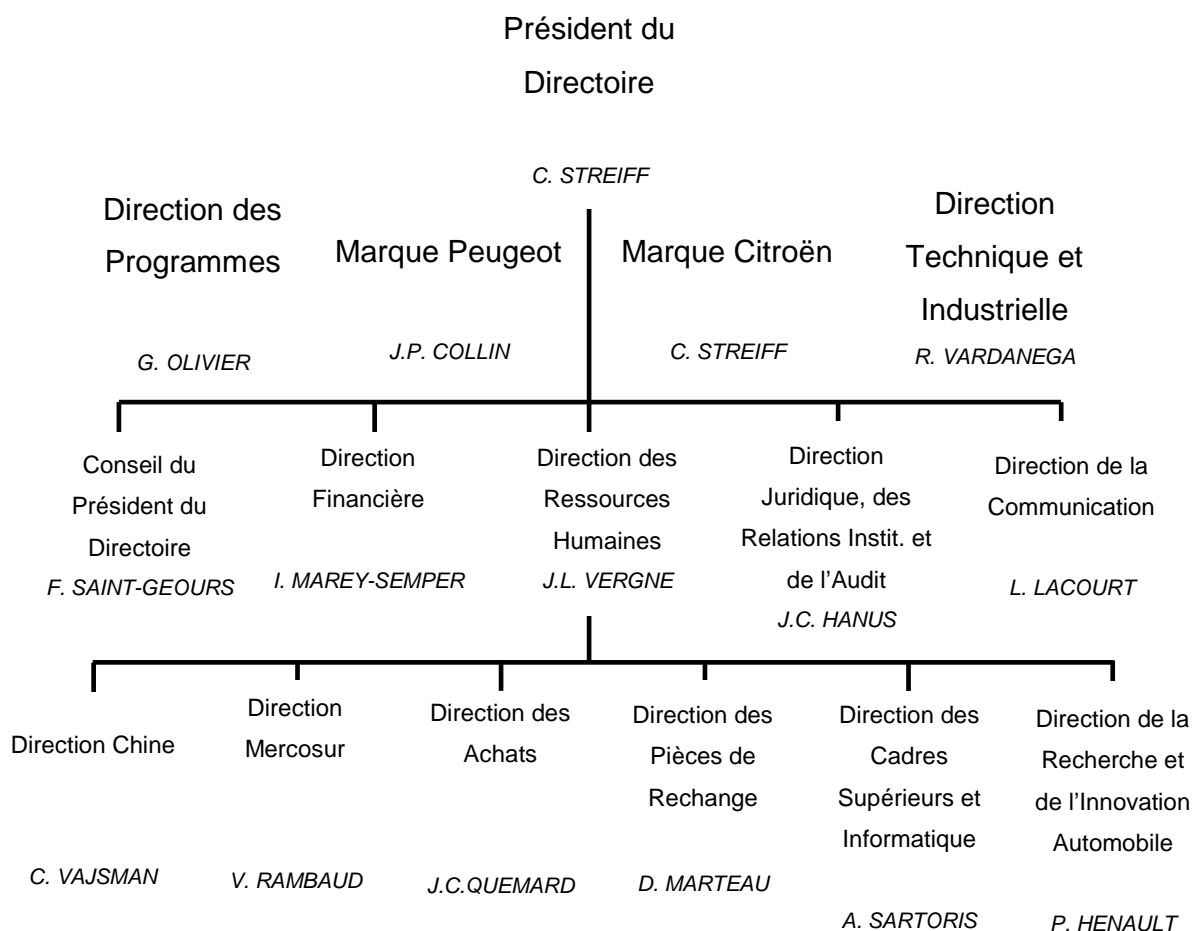 Président du
Directoire
C. STREIFF
Direction des
Programmes
G. OLIVIER
Marque Peugeot
J.P. COLLIN
Marque Citroën
C. STREIFF
Direction
Technique et
Industrielle
R. VARDANEGA
Conseil du
Président du
Directoire
F. SAINT-GEOURS
Direction
Financière
I. MAREY-SEMPER
Direction des
Ressources
Humaines
J.L. VERGNE
Direction
Juridique, des
Relations Instit. et
de l'Audit
J.C. HANUS
Direction de la
Communication
L. LACOURT
Direction Chine
C. VAJSMAN
Direction
Mercosur
V. RAMBAUD
Direction des
Achats
J.C.QUEMARD
Direction des
Pièces de
Rechange
D. MARTEAU
Direction des
Cadres
Supérieurs et
Informatique
A. SARTORIS
Direction de la
Recherche et
de l'Innovation
Automobile
P. HENAULT